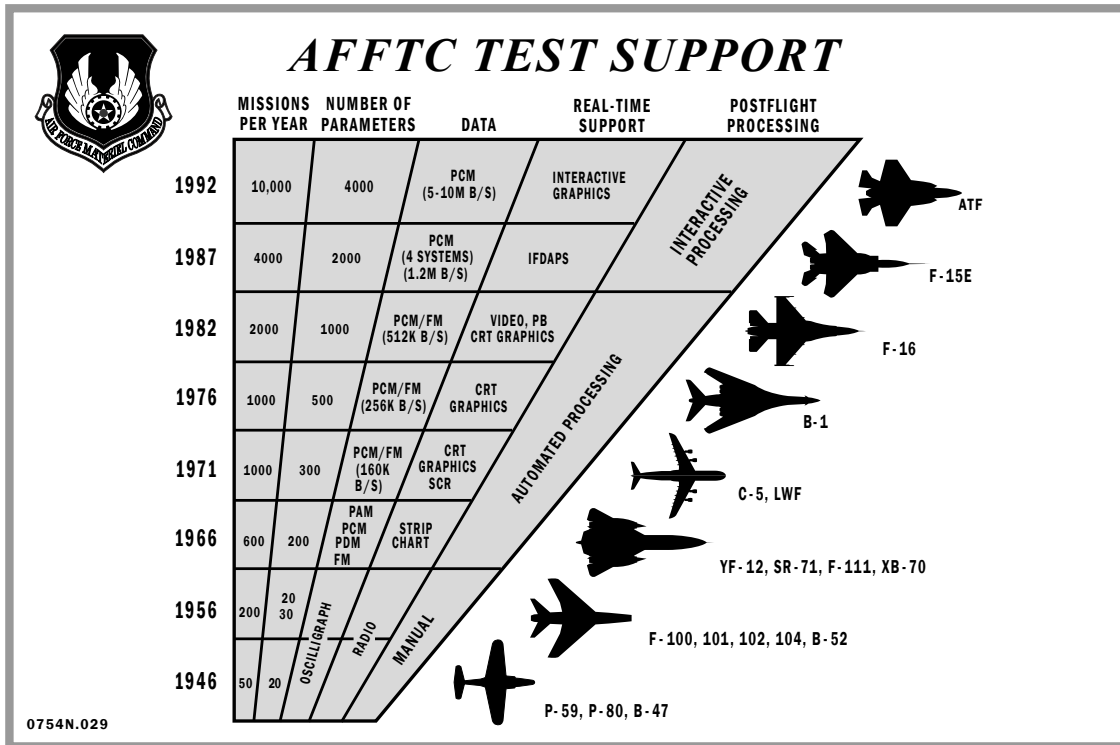 AFFTC TEST SUPPORT
AIR FORCE MATERIEL COMMAND
MISSIONS
PER YEAR
NUMBER OF
PARAMETERS
DATA
REAL-TIME
SUPPORT
POSTFLIGHT
PROCESSING
1992
10,000
4000
PCM
(5-10M B/S)
INTERACTIVE
GRAPHICS
INTERACTIVE
PROCESSING
ATF
1987
4000
2000
PCM
(4 SYSTEMS)
(1.2M B/S)
IFDAPS
F-15E
1982
2000
1000
PCM/FM
(512K B/S)
VIDEO, PB
CRT GRAPHICS
AUTOMATED PROCESSING
F-16
1976
1000
500
PCM/FM
(256K B/S)
CRT
GRAPHICS
B-1
1971
1000
300
PCM/FM
(160K
B/S)
CRT
GRAPHICS
SCR
C-5, LWF
1966
600
200
PAM
PCM
PDM
FM
STRIP
CHART
YF-12, SR-71, F-111, XB-70
1956
200
20
30
OSCILLIGRAPH
RADIO
MANUAL
F-100, 101, 102, 104, B-52
1946
50
20
P-59, P-80, B-47
0754N.029